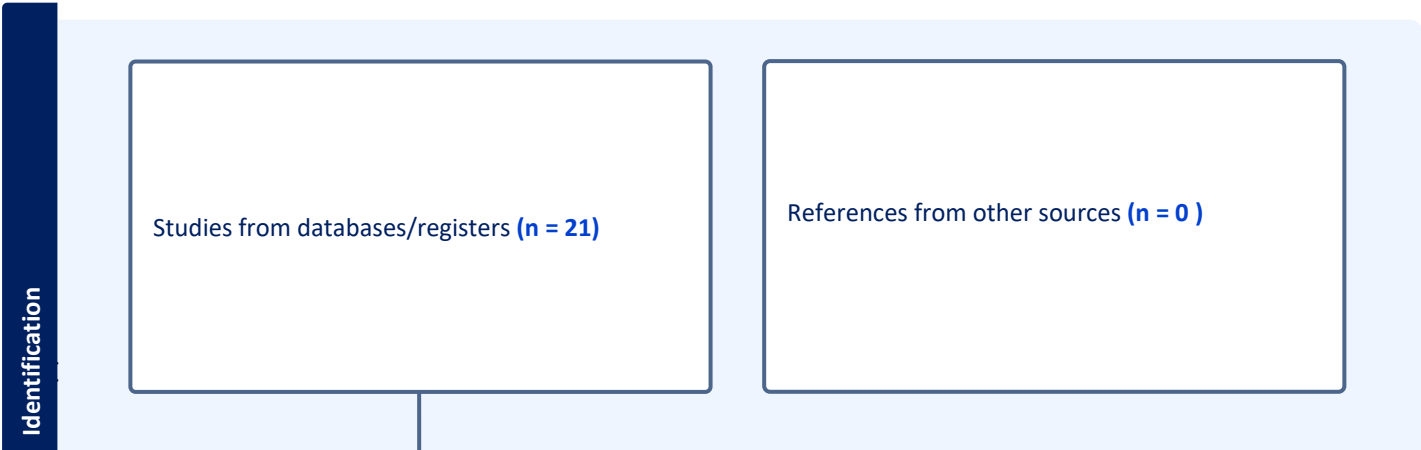 Identification
Studies from databases/registers (n = 21)
References from other sources (n = 0 )